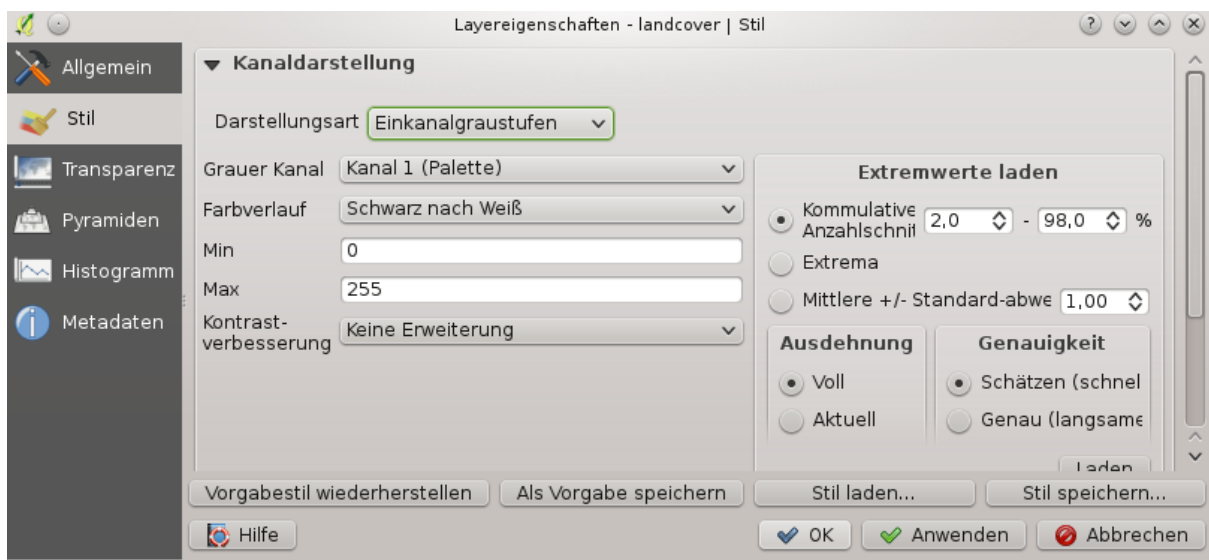 Layereigenschaften - landcover | Stil
Allgemein
Stil
Transparenz
Pyramiden
Histogramm
Metadaten
Kanaldarstellung
Darstellungsart Einkanalgraustufen
Grauer Kanal Kanal 1 (Palette)
Farbverlauf Schwarz nach Weiß
Min 0
Max 255
Kontrast-
verbesserung Keine Erweiterung
Extremwerte laden
Kommulative
Anzahlschnit 2,0 - 98,0 %
Extrema
Mittlere +/- Standard-abwe 1,00
Ausdehnung
Voll
Aktuell
Genauigkeit
Schätzen (schnel
Genau (langsame
Laden
Vorgabestil wiederherstellen Als Vorgabe speichern Stil laden... Stil speichern...
Hilfe OK Anwenden Abbrechen